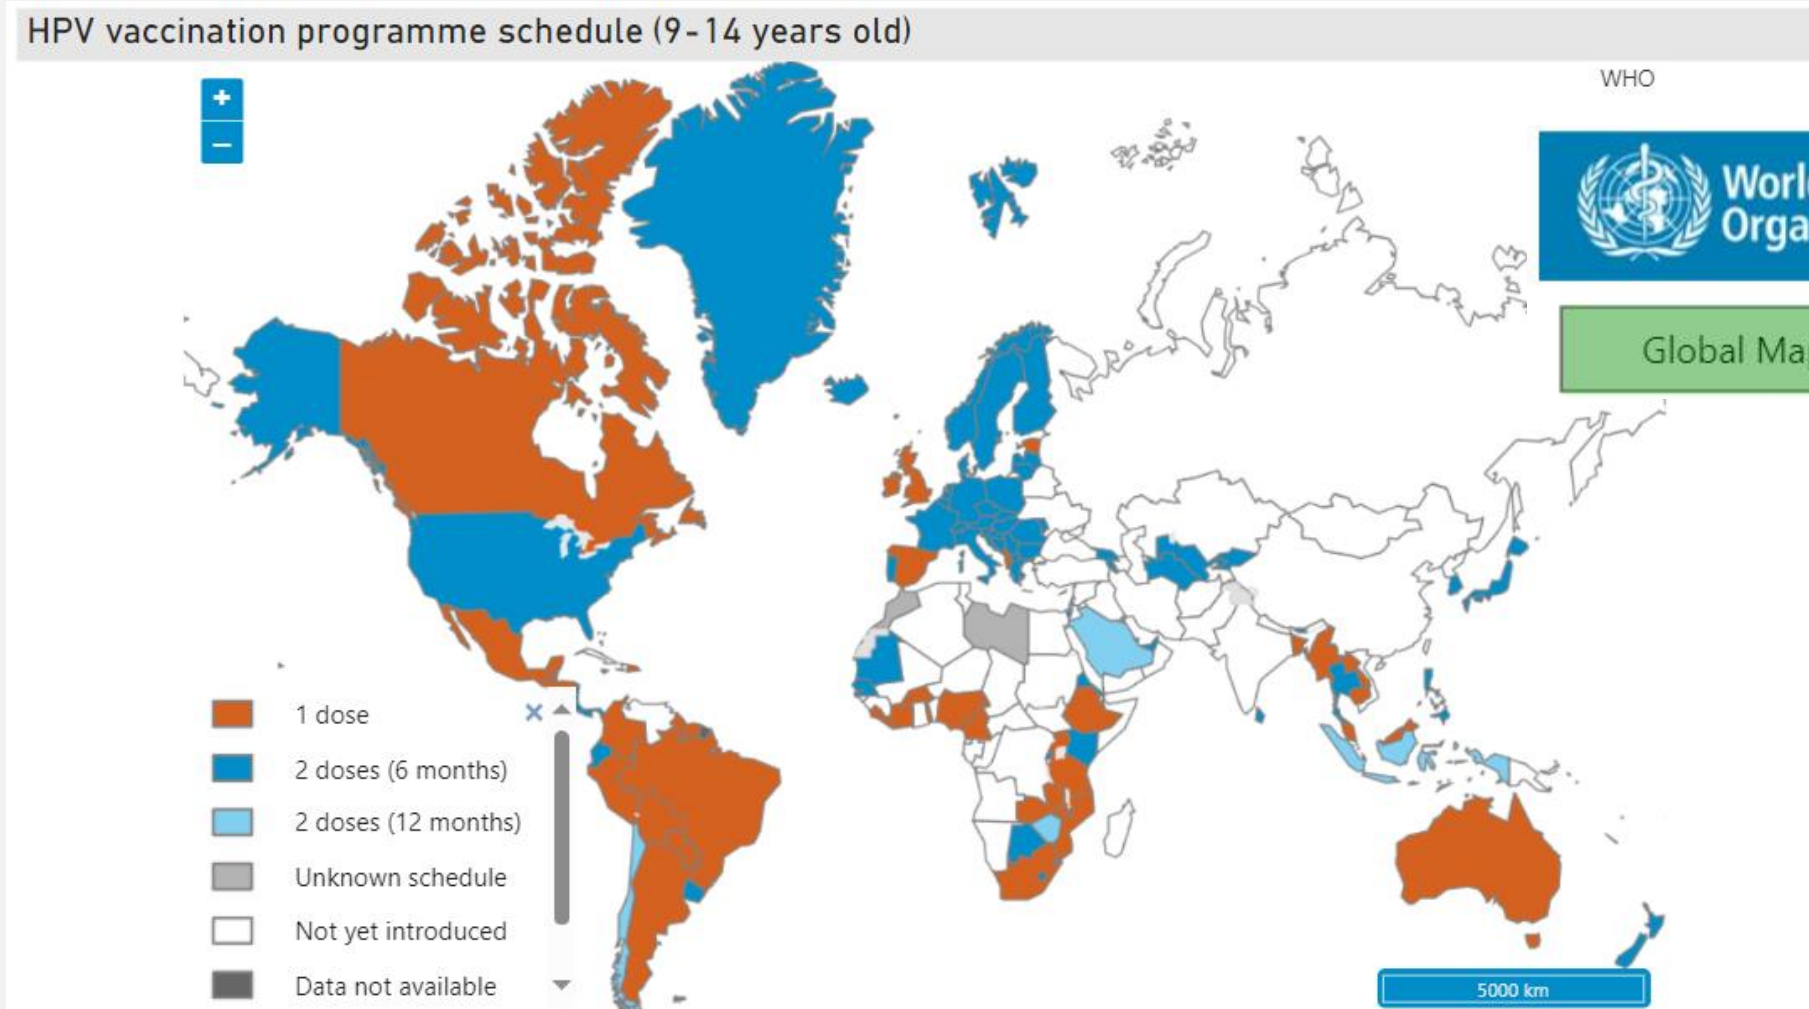 HPV vaccination programme schedule (9-14 years old)
+
−
WHO
Worl
Orga
Global Ma
1 dose
2 doses (6 months)
2 doses (12 months)
Unknown schedule
Not yet introduced
Data not available
5000 km